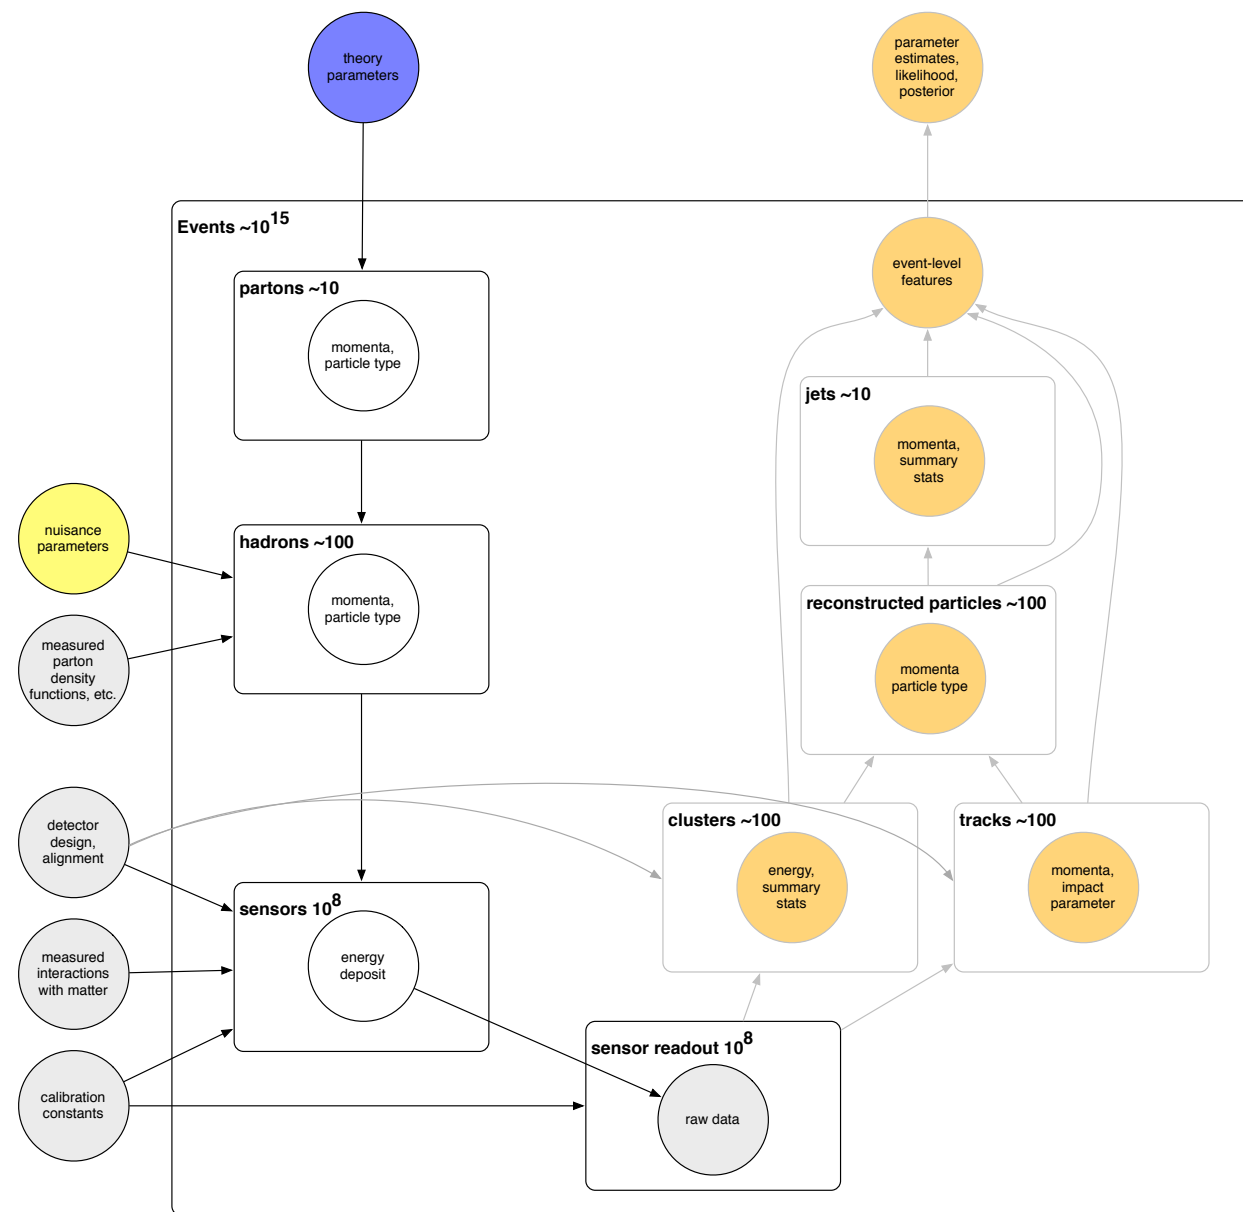 theory
parameters
parameter
estimates,
likelihood,
posterior
Events ~10^15
event-level
features
partons ~10
momenta,
particle type
jets ~10
momenta,
summary
stats
nuisance
parameters
hadrons ~100
momenta,
particle type
measured
parton
density
functions, etc.
reconstructed particles ~100
momenta
particle type
detector
design,
alignment
clusters ~100
energy,
summary
stats
tracks ~100
momenta,
impact
parameter
sensors 10^8
energy
deposit
measured
interactions
with matter
sensor readout 10^8
raw data
calibration
constants